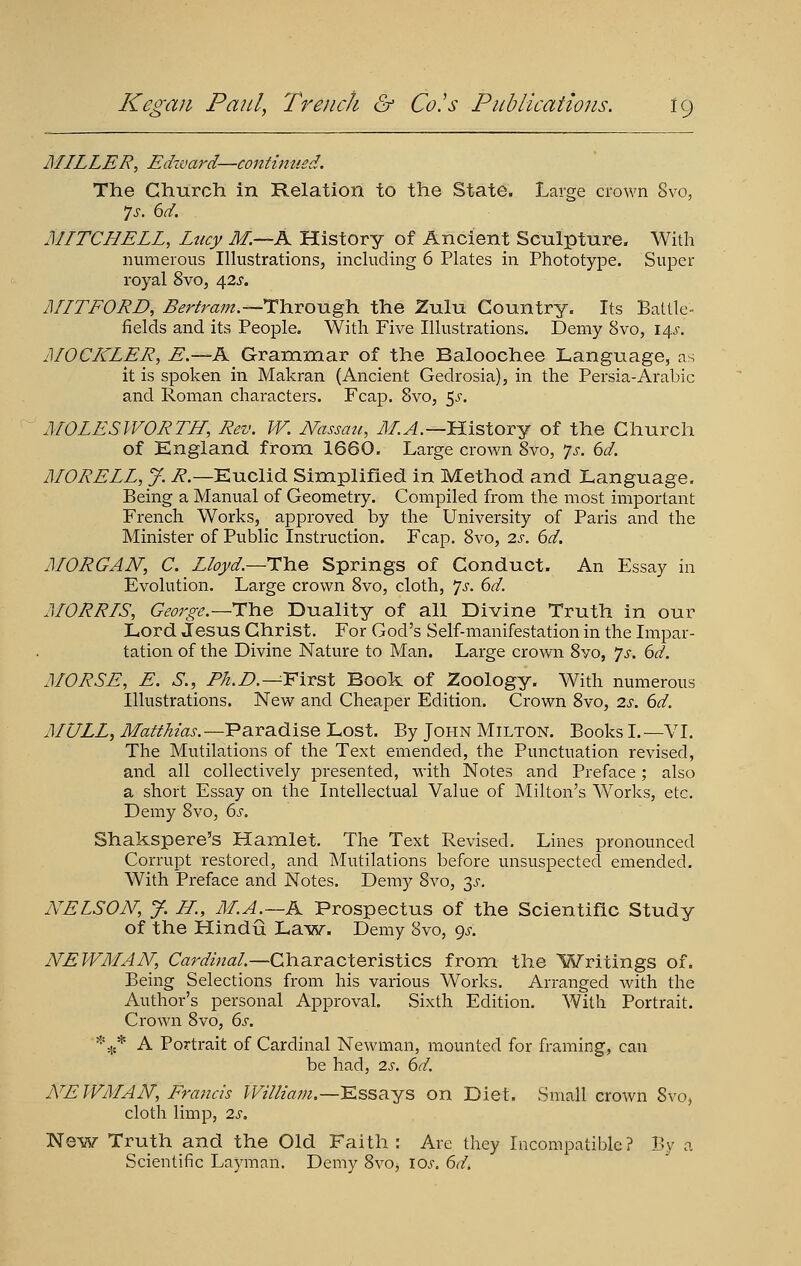 Kegan Paul, Trench & Co.'s Publications. 19
MILLER, Edward—continued.
The Church in Relation to the State. Large crown 8vo,
7s. 6d.
MITCHELL, Lucy M.—A History of Ancient Sculpture. With
numerous Illustrations, including 6 Plates in Phototype. Super
royal 8vo, 42s.
MITFORD, Bertram.—Through the Zulu Country. Its Battle-
fields and its People. With Five Illustrations. Demy 8vo, 14s.
MOCKLER, E.—A Grammar of the Baloochee Language, as
it is spoken in Makran (Ancient Gedrosia), in the Persia-Arabic
and Roman characters. Fcap. 8vo, 5s.
MOLESWORTH, Rev. W. Nassau, M.A.—History of the Church
of England from 1660. Large crown 8vo, 7s. 6d.
MORELL, J. R.—Euclid Simplified in Method and Language.
Being a Manual of Geometry. Compiled from the most important
French Works, approved by the University of Paris and the
Minister of Public Instruction. Fcap. 8vo, 2s. 6d.
MORGAN, C. Lloyd.—The Springs of Conduct. An Essay in
Evolution. Large crown 8vo, cloth, 7s. 6d.
MORRIS, George.—The Duality of all Divine Truth in our
Lord Jesus Christ. For God's Self-manifestation in the Impar-
tation of the Divine Nature to Man. Large crown 8vo, 7s. 6d.
MORSE, E. S., Ph.D.—First Book of Zoology. With numerous
Illustrations. New and Cheaper Edition. Crown 8vo, 2s. 6d.
MULL, Matthias.—Paradise Lost. By John Milton. Books I.—VI.
The Mutilations of the Text emended, the Punctuation revised,
and all collectively presented, with Notes and Preface; also
a short Essay on the Intellectual Value of Milton's Works, etc.
Demy 8vo, 6s.
Shakspere's Hamlet. The Text Revised. Lines pronounced
Corrupt restored, and Mutilations before unsuspected emended.
With Preface and Notes. Demy 8vo, 3s.
NELSON, J. H., M.A.—A Prospectus of the Scientific Study
of the Hindû Law. Demy 8vo, 9s.
NEWMAN, Cardinal.—Characteristics from the Writings of.
Being Selections from his various Works. Arranged with the
Author's personal Approval. Sixth Edition. With Portrait.
Crown 8vo, 6s.
*** A Portrait of Cardinal Newman, mounted for framing, can
be had, 2s. 6d.
NEWMAN, Francis William.—Essays on Diet. Small crown 8vo,
cloth limp, 2s.
New Truth and the Old Faith: Are they Incompatible? By a
Scientific Layman. Demy 8vo, 10s. 6d.